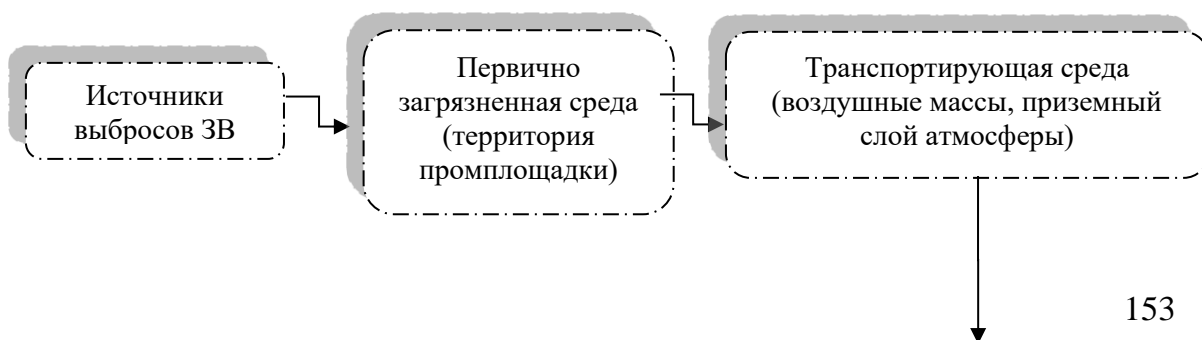 Источники
выбросов ЗВ
Первично
загрязненная среда
(территория
промплощадки)
Транспортирующая среда
(воздушные массы, приземный
слой атмосферы)
153